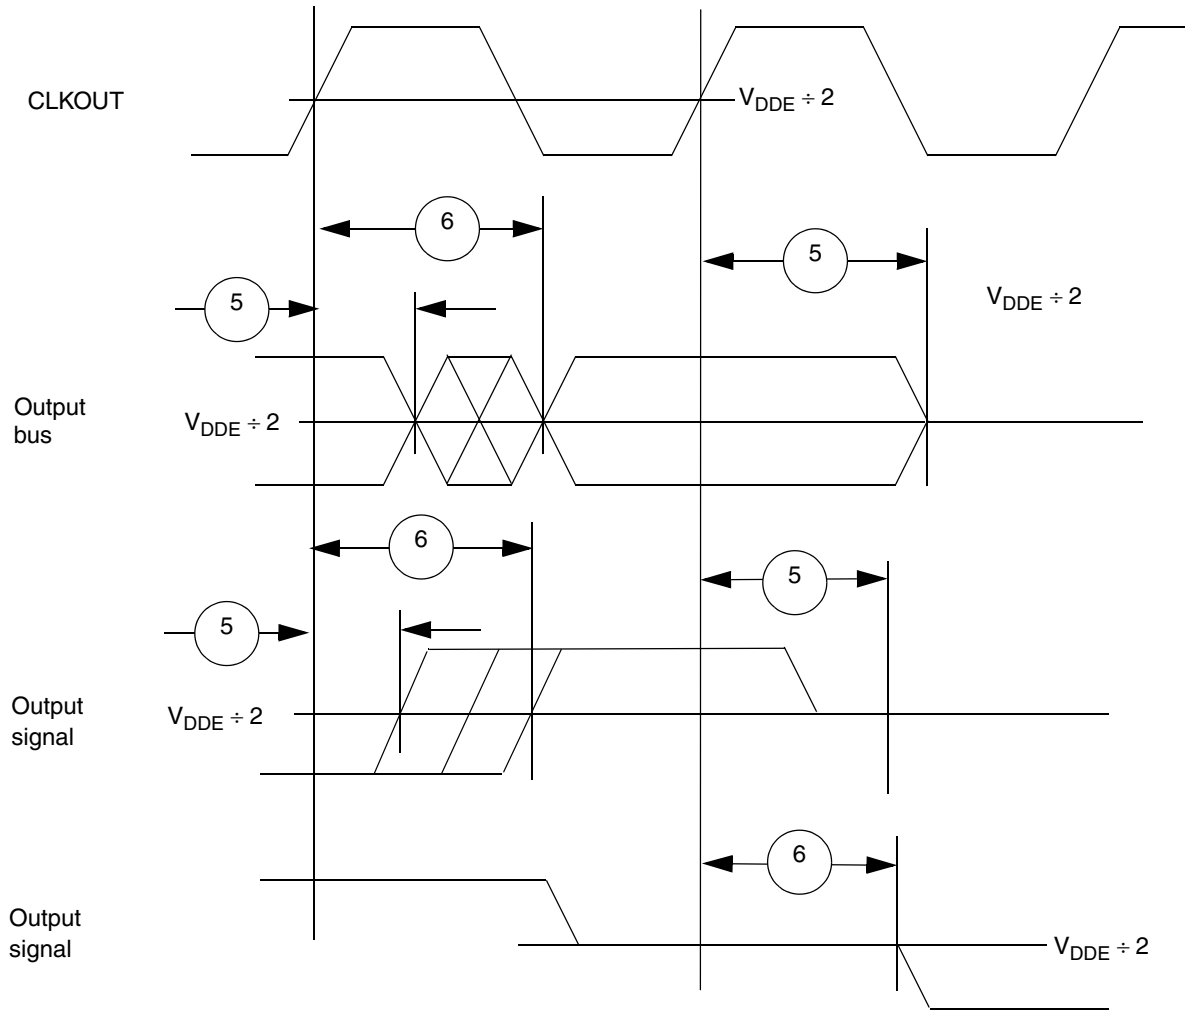 CLKOUT
V_DDE ÷ 2
6
5
5
V_DDE ÷ 2
Output
bus
V_DDE ÷ 2
6
5
5
Output
signal
V_DDE ÷ 2
6
Output
signal
V_DDE ÷ 2